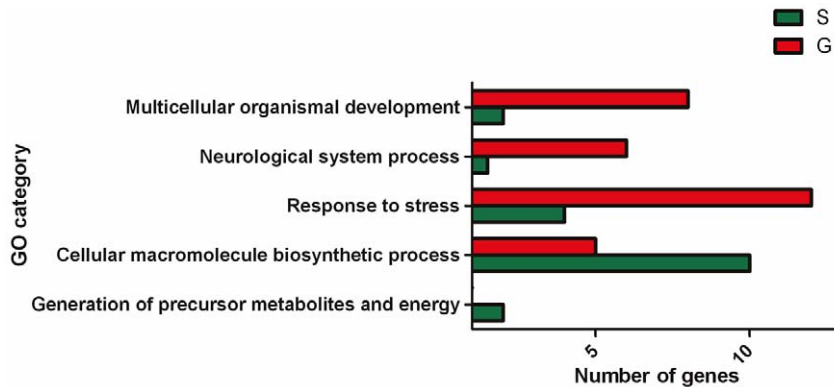 S
G
GO category
Multicellular organismal development
Neurological system process
Response to stress
Cellular macromolecule biosynthetic process
Generation of precursor metabolites and energy
5
10
Number of genes